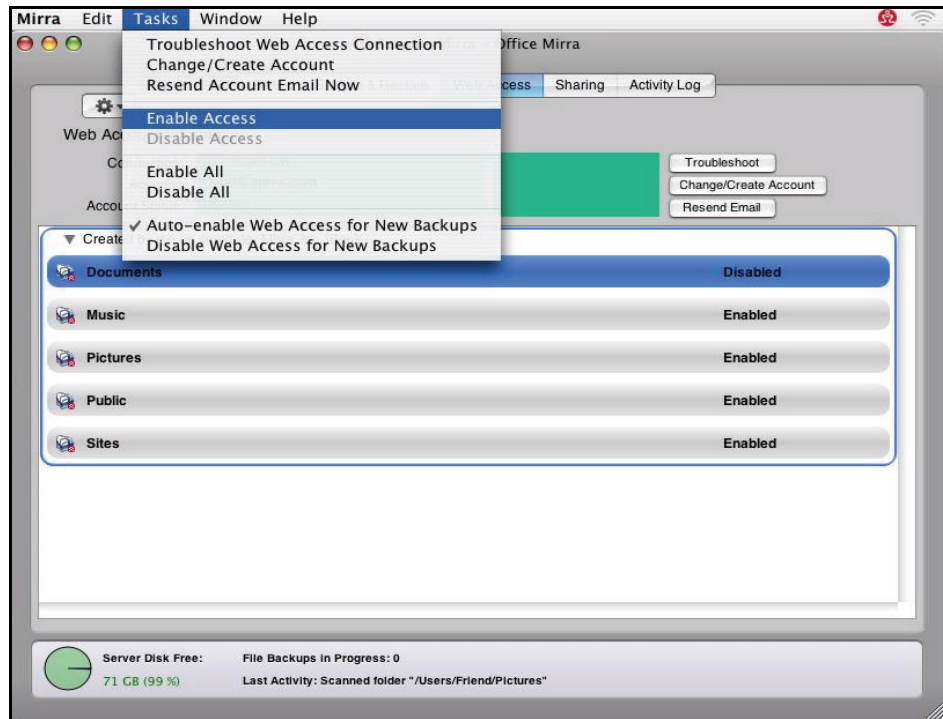 Mirra Edit Tasks Window Help
Office Mirra
Troubleshoot Web Access Connection
Change/Create Account
Resend Account Email Now
Enable Access
Disable Access
Enable All
Disable All
✓ Auto-enable Web Access for New Backups
Disable Web Access for New Backups
Sharing
Activity Log
Troubleshoot
Change/Create Account
Resend Email
Documents Disabled
Music Enabled
Pictures Enabled
Public Enabled
Sites Enabled
Server Disk Free: File Backups in Progress: 0
71 GB (99 %) Last Activity: Scanned folder "/Users/Friend/Pictures"